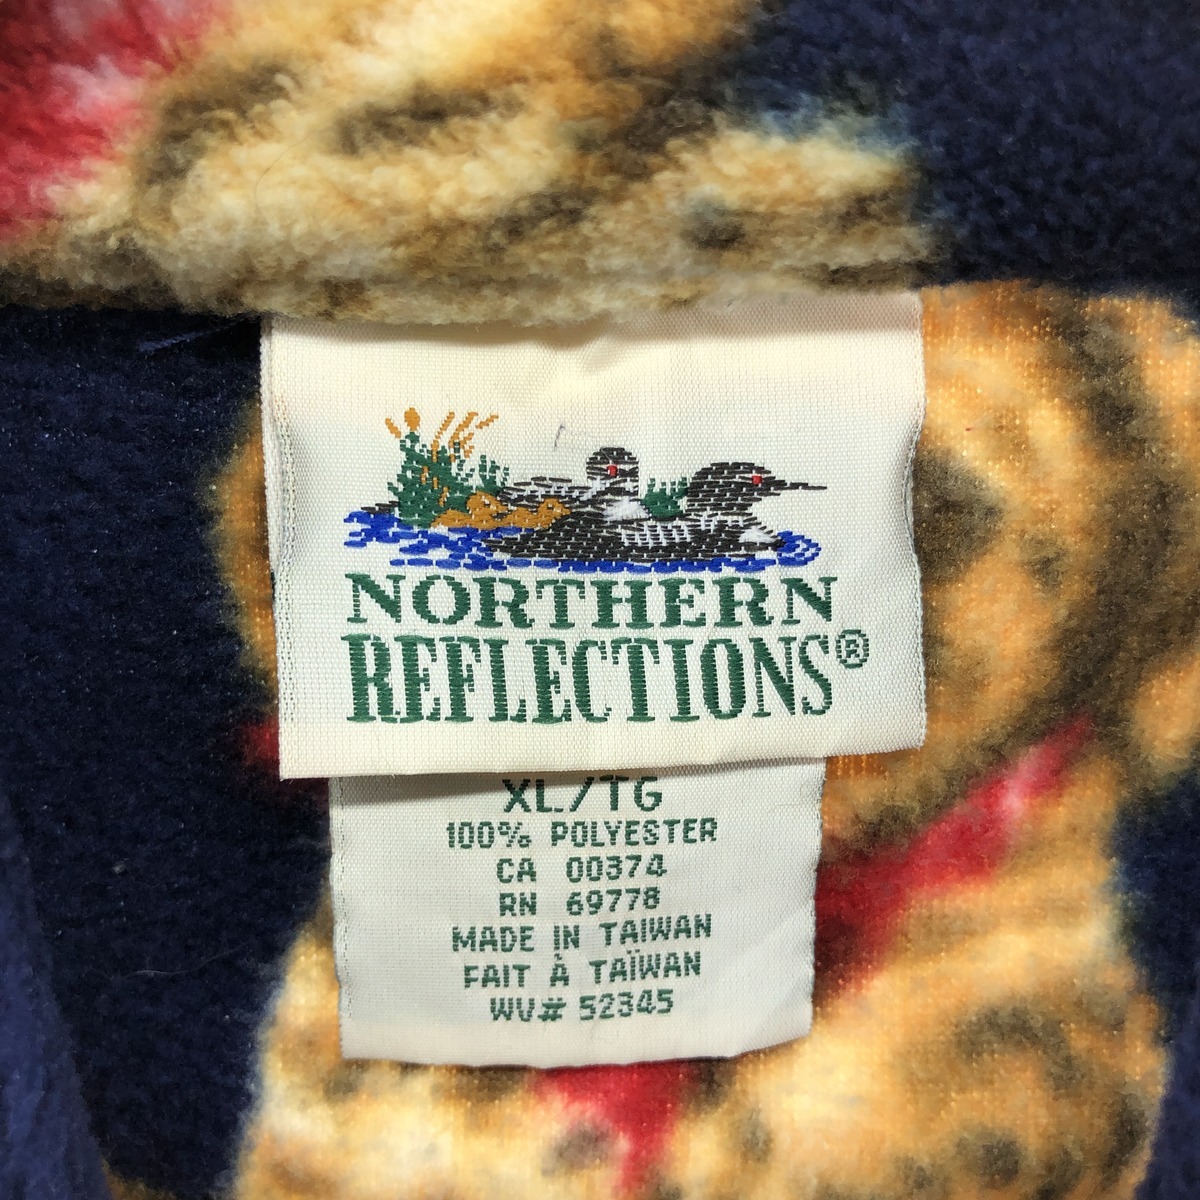 NORTHERN
REFLECTIONS®
XL/TG
100% POLYESTER
CA 00374
RN 69778
MADE IN TAIWAN
FAIT À TAÏWAN
WV# 52345